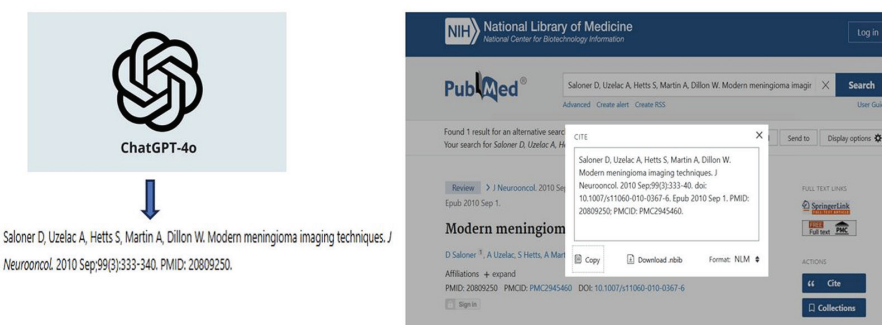 ChatGPT-4o
Saloner D, Uzelac A, Hetts S, Martin A, Dillon W. Modern meningioma imaging techniques. J
Neurooncol. 2010 Sep;99(3):333-340. PMID: 20809250.
NIH
National Library of Medicine
National Center for Biotechnology Information
Log in
PubMed®
Saloner D, Uzelac A, Hetts S, Martin A, Dillon W. Modern meningioma imagir
X
Search
Advanced Create alert Create RSS
User Gui
Found 1 result for an alternative searc
Your search for Saloner D, Uzelac A, H
Send to
Display options
CITE
X
Saloner D, Uzelac A, Hetts S, Martin A, Dillon W.
Modern meningioma imaging techniques. J
Neurooncol. 2010 Sep;99(3):333-40. doi:
10.1007/s11060-010-0367-6. Epub 2010 Sep 1. PMID:
20809250; PMCID: PMC2945460.
Copy
Download .nbib
Format: NLM
Review > J Neurooncol. 2010 Sep
Epub 2010 Sep 1.
Modern meningiom
D Saloner 1, A Uzelac, S Hetts, A Mart
Affiliations + expand
PMID: 20809250 PMCID: PMC2945460 DOI: 10.1007/s11060-010-0367-6
Sign in
FULL TEXT LINKS
SpringerLink
FREE
Full text
PMC
ACTIONS
Cite
Collections